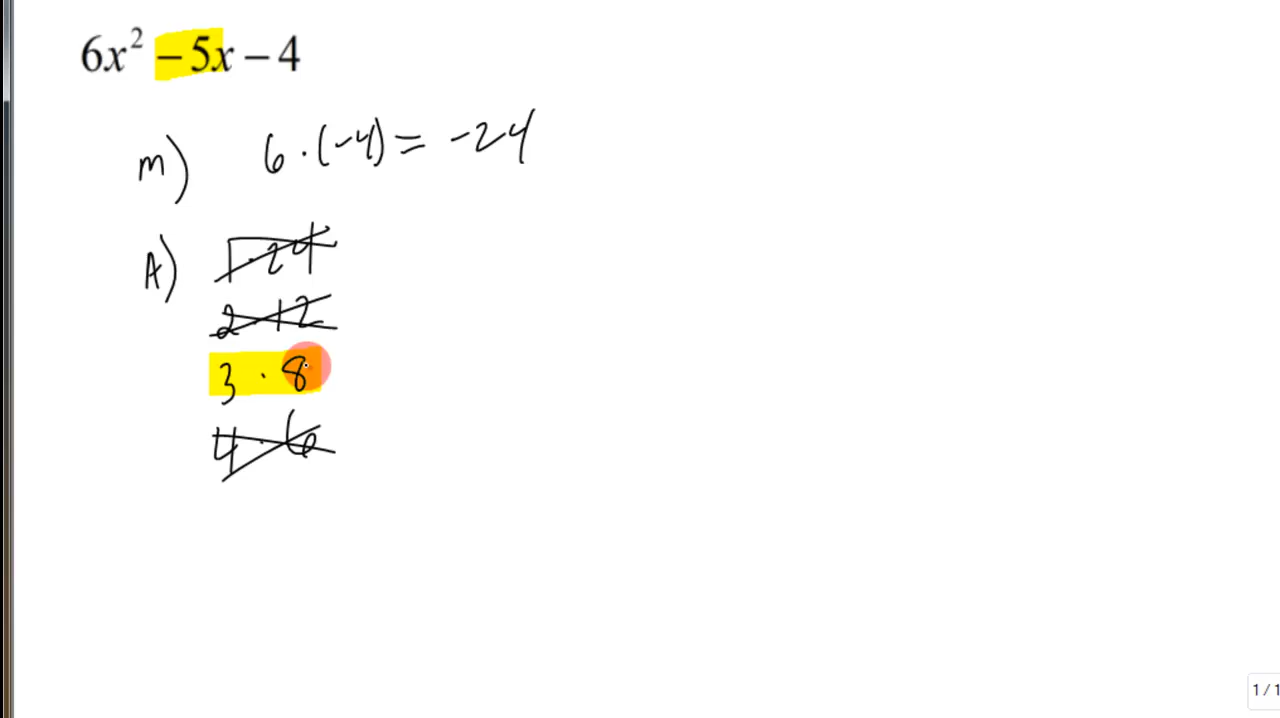 6x² – 5x – 4
m) 6 · (-4) = -24
A) 1 · 24
2 · 12
3 · 8
4 · 6
1 / 1